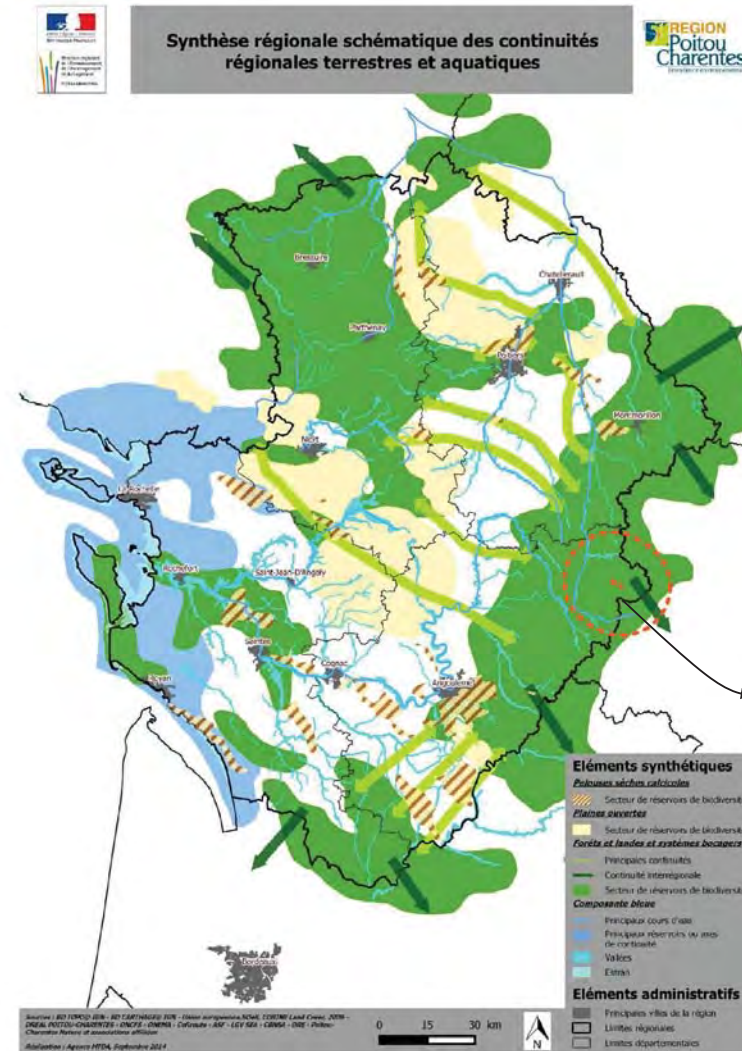 Synthèse régionale schématique des continuités
régionales terrestres et aquatiques
REGION
Poitou
Charentes
Bressuire
Parthenay
Chatellerault
Poitiers
Montmorillon
Niort
La Rochelle
Rochefort
Saint-Jean-D'Angely
Saintes
Cognac
Angoulême
Royan
Bordeaux
Eléments synthétiques
Pelouses sèches calcicoles
Secteur de réservoirs de biodiversité
Plaines ouvertes
Secteur de réservoirs de biodiversité
Forêts et landes et systèmes bocagers
Principales continuités
Continuité interrégionale
Secteur de réservoirs de biodiversité
Composante bleue
Principaux cours d'eau
Principaux réservoirs ou axes
de continuité
Vallées
Estran
Eléments administratifs
Principales villes de la région
Limites régionales
Limites départementales
0 15 30 km
N
Réalisation : Agence MTDA, Septembre 2014